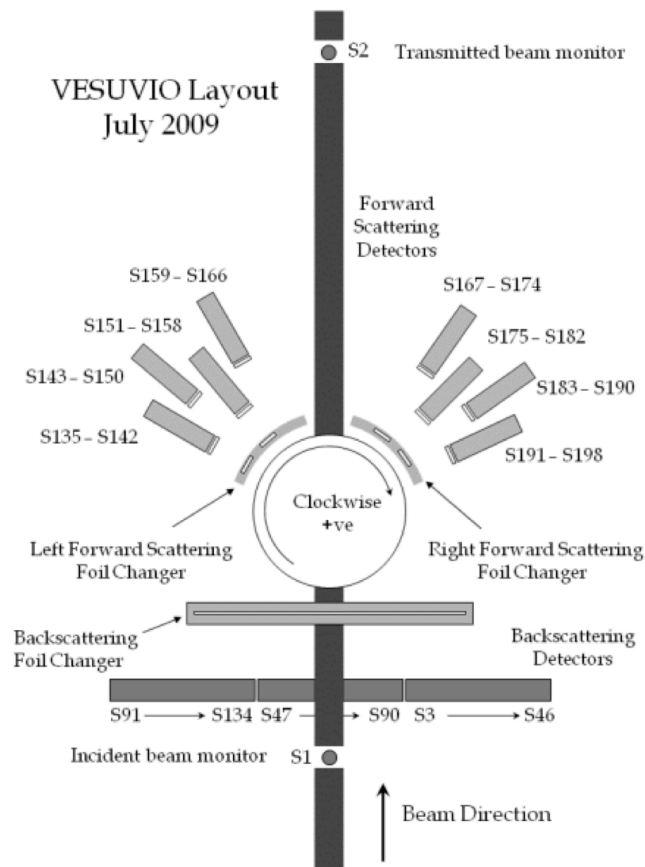 S2
Transmitted beam monitor
VESUVIO Layout
July 2009
Forward
Scattering
Detectors
S159 – S166
S167 – S174
S151 – S158
S175 – S182
S143 – S150
S183 – S190
S135 – S142
S191 – S198
Clockwise
+ve
Left Forward Scattering
Foil Changer
Right Forward Scattering
Foil Changer
Backscattering
Foil Changer
Backscattering
Detectors
S91 S134 S47 S90 S3 S46
Incident beam monitor
S1
Beam Direction